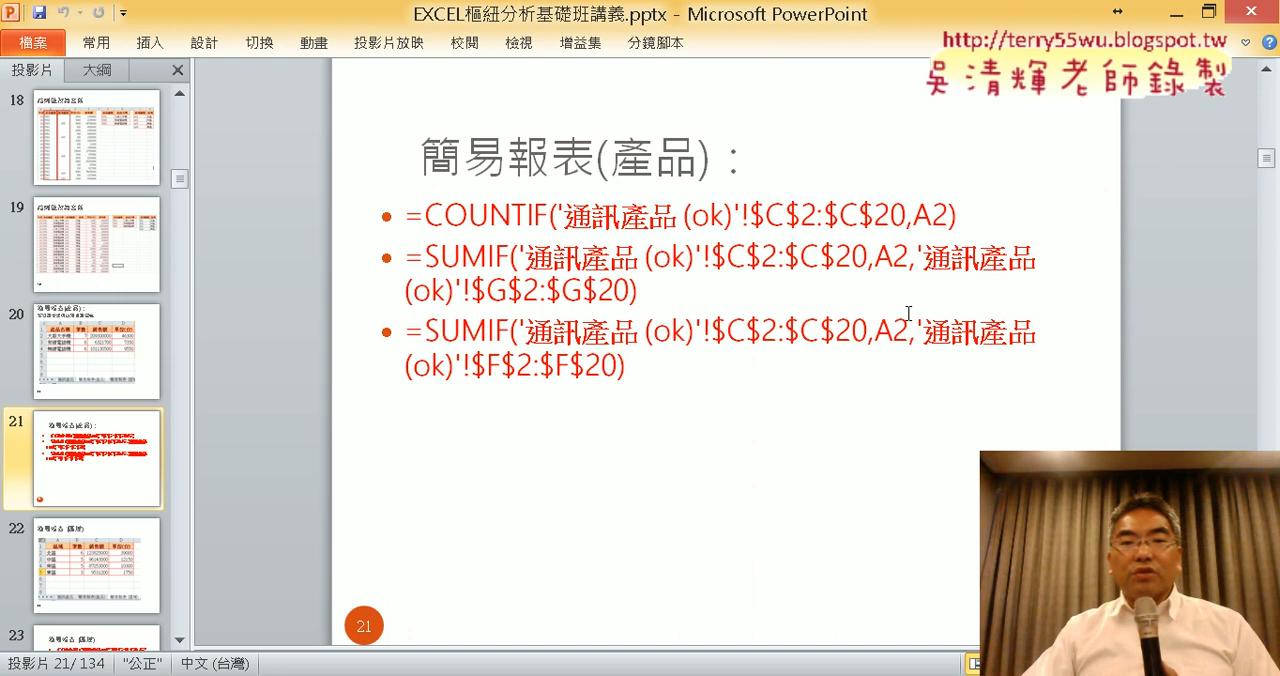 EXCEL樞紐分析基礎班講義.pptx - Microsoft PowerPoint
檔案 常用 插入 設計 切換 動畫 投影片放映 校閱 檢視 增益集 分鏡腳本
http://terry55wu.blogspot.tw
吳清輝老師錄製
投影片 大綱
18
19
20
21
22
23
簡易報表(產品)：
=COUNTIF('通訊產品 (ok)'!$C$2:$C$20,A2)
=SUMIF('通訊產品 (ok)'!$C$2:$C$20,A2,'通訊產品
(ok)'!$G$2:$G$20)
=SUMIF('通訊產品 (ok)'!$C$2:$C$20,A2,'通訊產品
(ok)'!$F$2:$F$20)
21
投影片 21/ 134 "公正" 中文 (台灣)